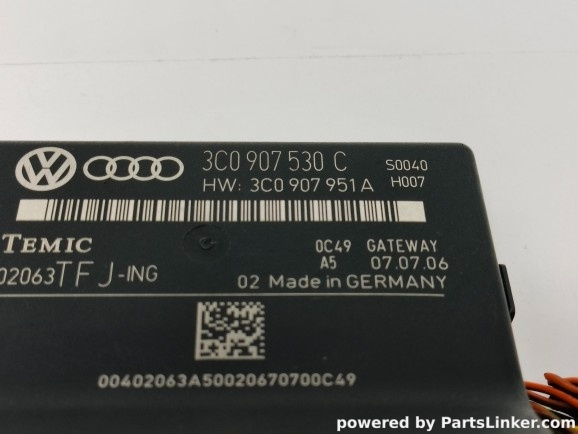 3C0 907 530 C S0040
HW: 3C0 907 951 A H007
TEMIC 0C49 GATEWAY
A5 07.07.06
02063TFJ-ING 02 Made in GERMANY
00402063A50020670700C49
powered by PartsLinker.com